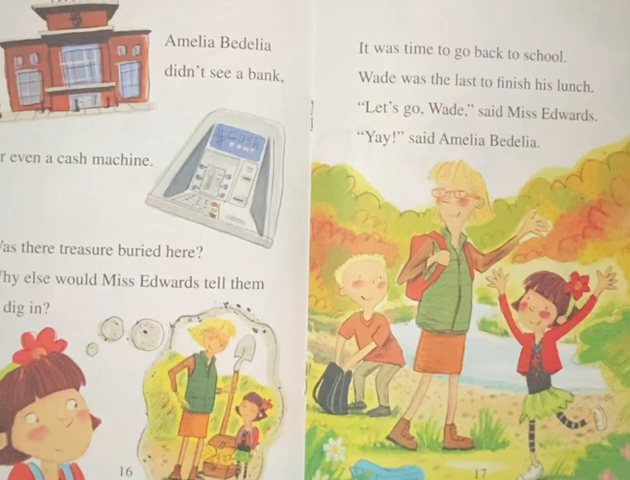 Amelia Bedelia
didn't see a bank,
r even a cash machine.
Was there treasure buried here?
Why else would Miss Edwards tell them
dig in?
16
It was time to go back to school.
Wade was the last to finish his lunch.
“Let's go, Wade,” said Miss Edwards.
“Yay!” said Amelia Bedelia.
17